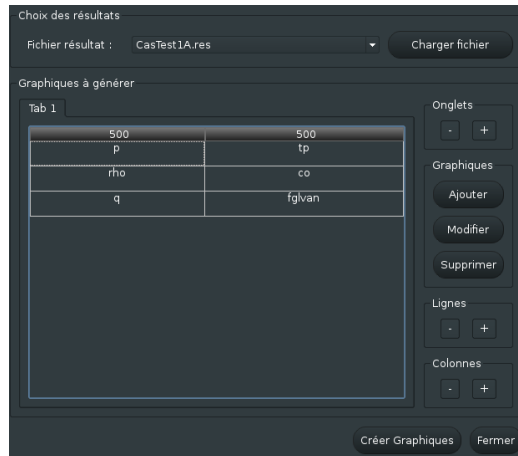 Choix des résultats
Fichier résultat : CasTest1A.res Charger fichier
Graphiques à générer
Tab 1
500 500
p tp
rho co
q fglvan
Onglets
- +
Graphiques
Ajouter
Modifier
Supprimer
Lignes
- +
Colonnes
- +
Créer Graphiques Fermer